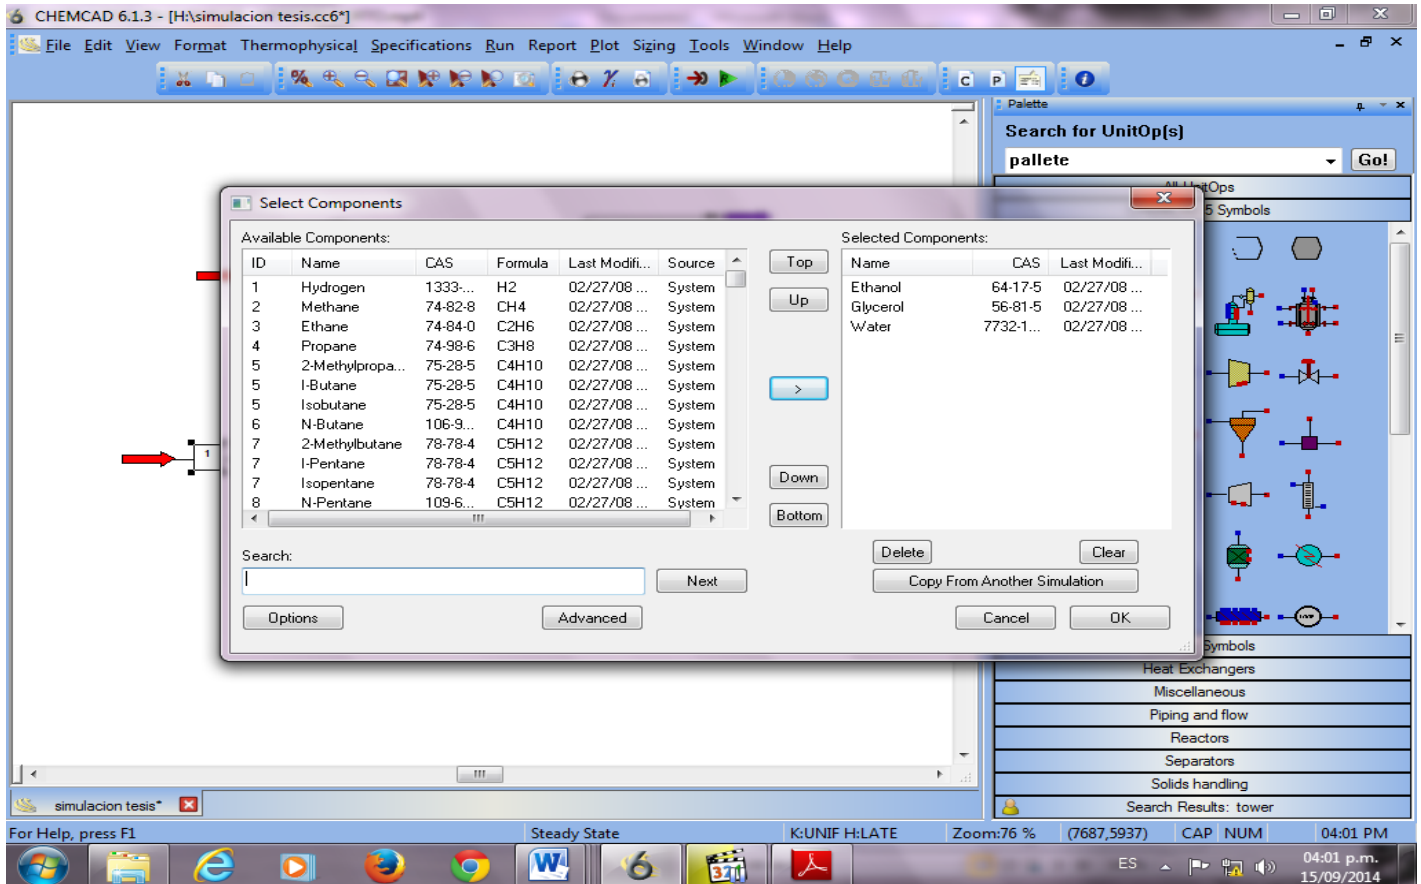 CHEMCAD 6.1.3 - [H:\simulacion tesis.cc6*]
File Edit View Format Thermophysical Specifications Run Report Plot Sizing Tools Window Help
C P
Palette
Search for UnitOp(s)
pallete Go!
5 Symbols
Select Components
Available Components:
ID Name CAS Formula Last Modifi... Source
1 Hydrogen 1333-... H2 02/27/08 ... System
2 Methane 74-82-8 CH4 02/27/08 ... System
3 Ethane 74-84-0 C2H6 02/27/08 ... System
4 Propane 74-98-6 C3H8 02/27/08 ... System
5 2-Methylpropa... 75-28-5 C4H10 02/27/08 ... System
5 I-Butane 75-28-5 C4H10 02/27/08 ... System
5 Isobutane 75-28-5 C4H10 02/27/08 ... System
6 N-Butane 106-9... C4H10 02/27/08 ... System
7 2-Methylbutane 78-78-4 C5H12 02/27/08 ... System
7 I-Pentane 78-78-4 C5H12 02/27/08 ... System
7 Isopentane 78-78-4 C5H12 02/27/08 ... System
8 N-Pentane 109-6... C5H12 02/27/08 ... System
Top
Up
>
Down
Bottom
Selected Components:
Name CAS Last Modifi...
Ethanol 64-17-5 02/27/08 ...
Glycerol 56-81-5 02/27/08 ...
Water 7732-1... 02/27/08 ...
Search:
Next
Options
Advanced
Delete
Clear
Copy From Another Simulation
Cancel
OK
1
Symbols
Heat Exchangers
Miscellaneous
Piping and flow
Reactors
Separators
Solids handling
Search Results: tower
simulacion tesis*
For Help, press F1
Steady State
K:UNIF H:LATE
Zoom:76 %
(7687,5937)
CAP NUM
04:01 PM
W
6
321
ES
04:01 p.m.
15/09/2014